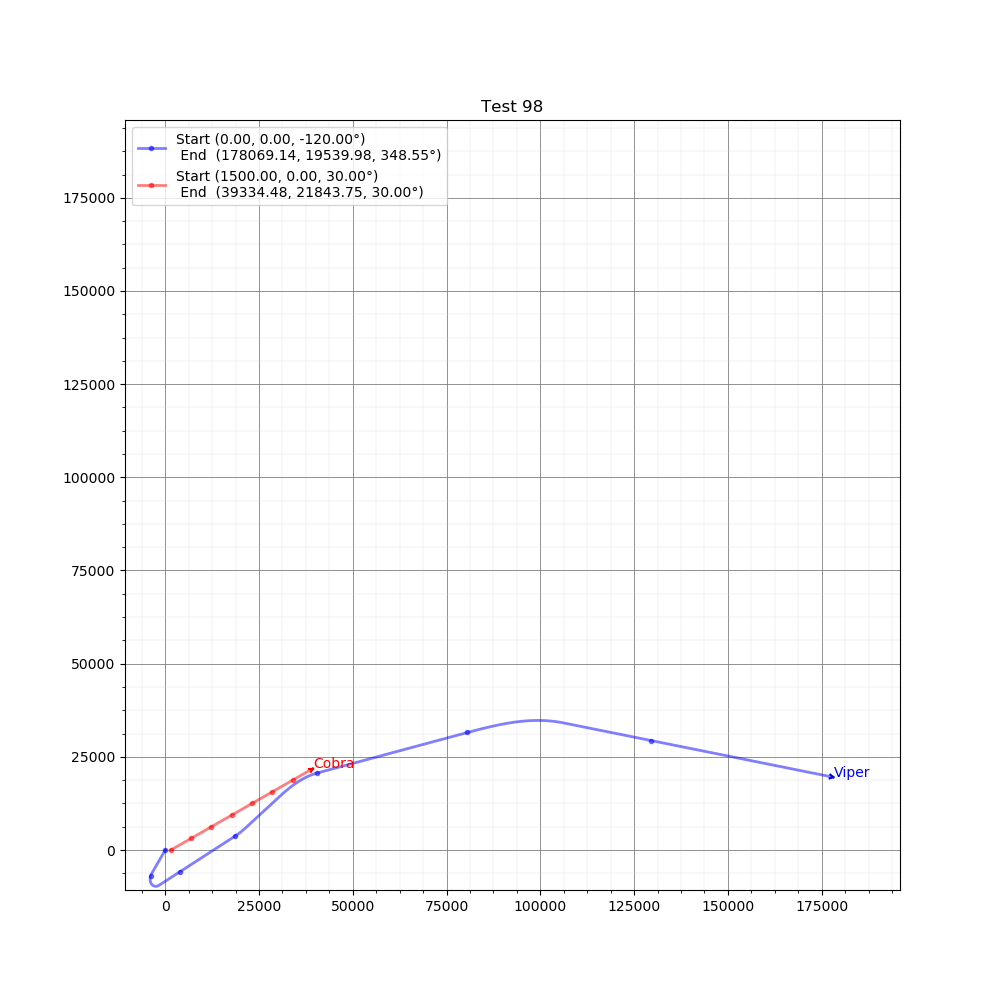 Test 98
Start (0.00, 0.00, -120.00°)
End (178069.14, 19539.98, 348.55°)
Start (1500.00, 0.00, 30.00°)
End (39334.48, 21843.75, 30.00°)
175000
150000
125000
100000
75000
50000
25000
0
Cobra
Viper
0 25000 50000 75000 100000 125000 150000 175000